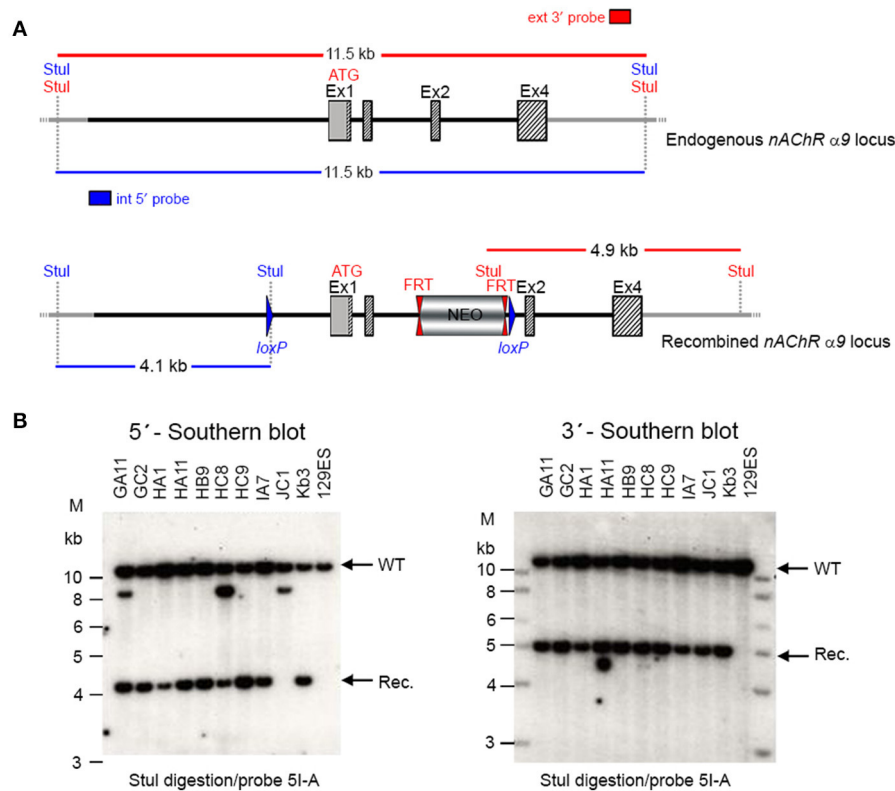 A
ext 3′ probe
11.5 kb
StuI
StuI
ATG
Ex1
Ex2
Ex4
StuI
StuI
Endogenous nAChR α9 locus
11.5 kb
int 5′ probe
4.9 kb
StuI
StuI
ATG
Ex1
FRT
StuI
FRT
Ex2
Ex4
StuI
NEO
loxP
loxP
Recombined nAChR α9 locus
4.1 kb
B
5´- Southern blot
GA11
GC2
HA1
HA11
HB9
HC8
HC9
IA7
JC1
Kb3
129ES
M
kb
10
8
6
5
4
3
WT
Rec.
StuI digestion/probe 5I-A
3´- Southern blot
GA11
GC2
HA1
HA11
HB9
HC8
HC9
IA7
JC1
Kb3
129ES
M
kb
10
8
6
5
4
3
WT
Rec.
StuI digestion/probe 5I-A